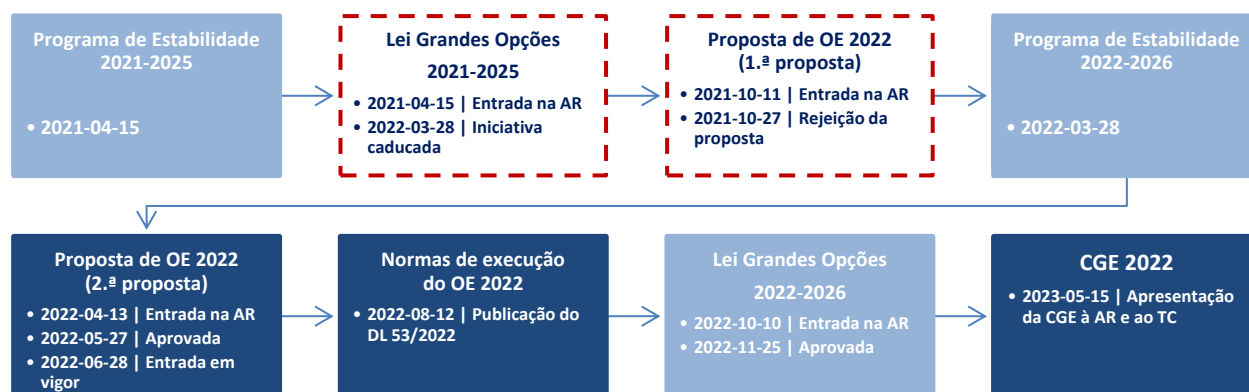 Programa de Estabilidade
2021-2025
• 2021-04-15
Lei Grandes Opções
2021-2025
• 2021-04-15 | Entrada na AR
• 2022-03-28 | Iniciativa
caducada
Proposta de OE 2022
(1.ª proposta)
• 2021-10-11 | Entrada na AR
• 2021-10-27 | Rejeição da
proposta
Programa de Estabilidade
2022-2026
• 2022-03-28
Proposta de OE 2022
(2.ª proposta)
• 2022-04-13 | Entrada na AR
• 2022-05-27 | Aprovada
• 2022-06-28 | Entrada em
vigor
Normas de execução
do OE 2022
• 2022-08-12 | Publicação do
DL 53/2022
Lei Grandes Opções
2022-2026
• 2022-10-10 | Entrada na AR
• 2022-11-25 | Aprovada
CGE 2022
• 2023-05-15 | Apresentação
da CGE à AR e ao TC